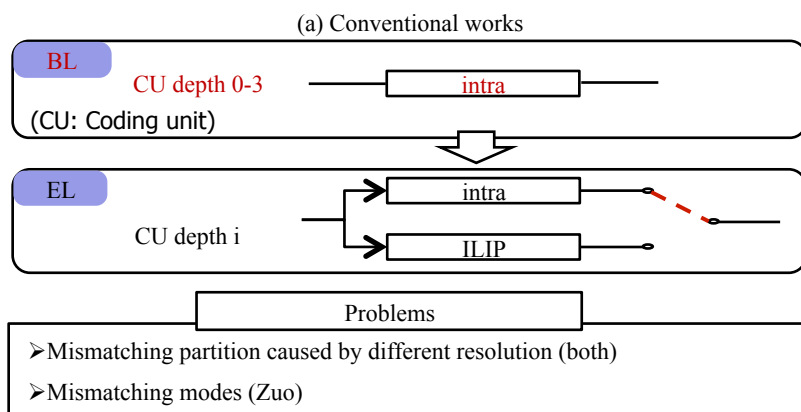 (a) Conventional works
BL
CU depth 0-3
intra
(CU: Coding unit)
EL
intra
CU depth i
ILIP
Problems
➢Mismatching partition caused by different resolution (both)
➢Mismatching modes (Zuo)